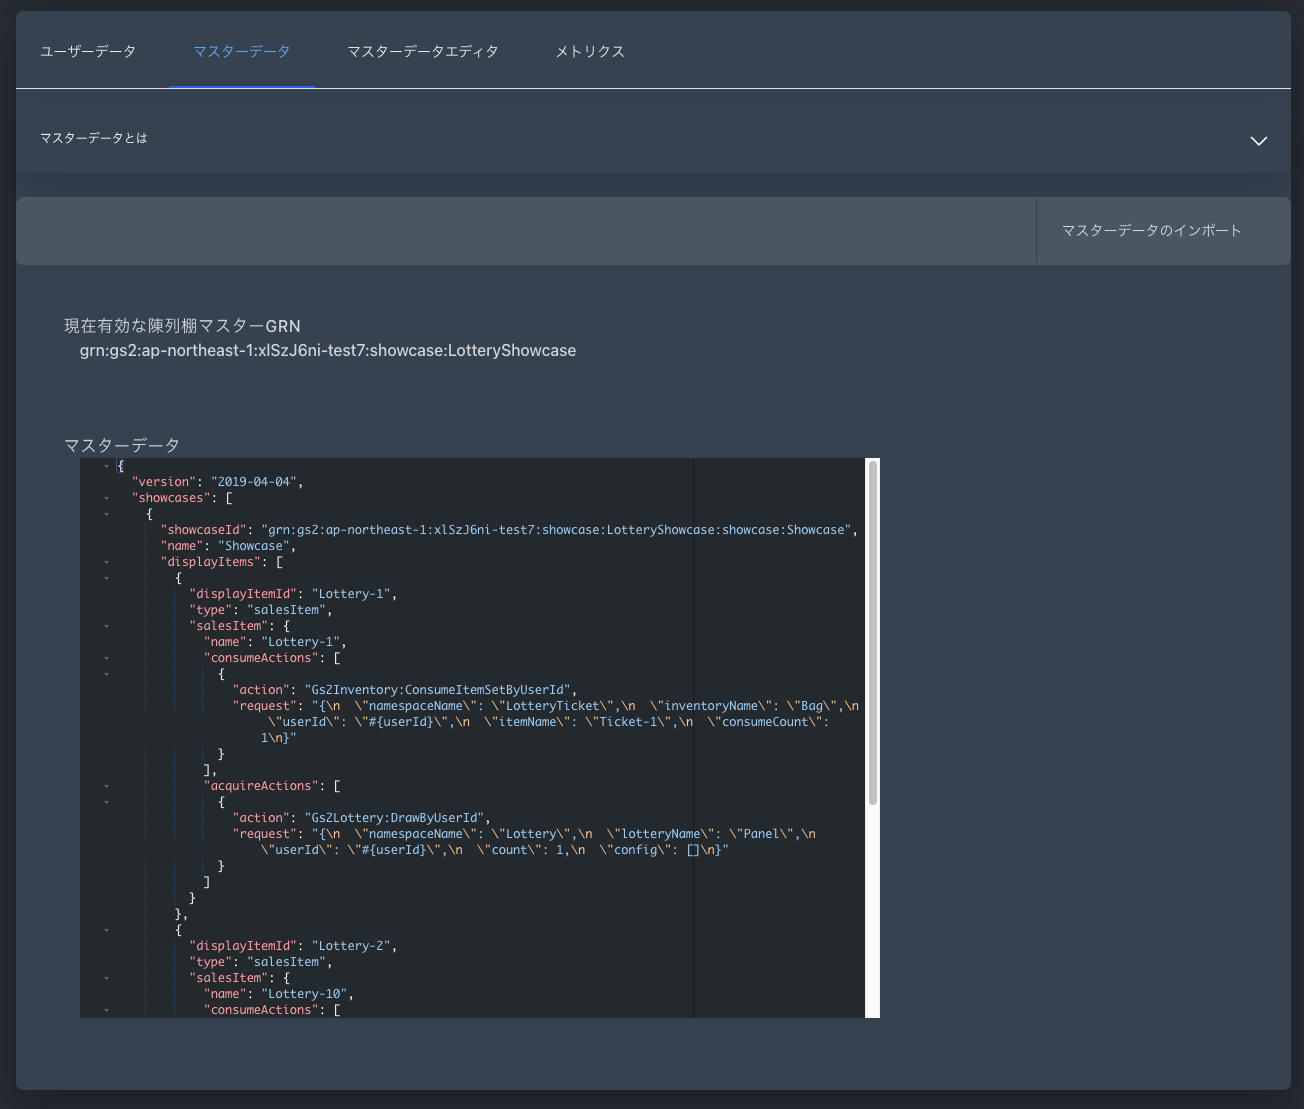 ユーザーデータ マスターデータ マスターデータエディタ メトリクス
マスターデータとは
マスターデータのインポート
現在有効な陳列棚マスターGRN
grn:gs2:ap-northeast-1:xlSzJ6ni-test7:showcase:LotteryShowcase
マスターデータ
{
"version": "2019-04-04",
"showcases": [
{
"showcaseId": "grn:gs2:ap-northeast-1:xlSzJ6ni-test7:showcase:LotteryShowcase:showcase:Showcase",
"name": "Showcase",
"displayItems": [
{
"displayItemId": "Lottery-1",
"type": "salesItem",
"salesItem": {
"name": "Lottery-1",
"consumeActions": [
{
"action": "Gs2Inventory:ConsumeItemSetByUserId",
"request": "{\n  \"namespaceName\": \"LotteryTicket\",\n  \"inventoryName\": \"Bag\",\n
\"userId\": \"#{userId}\",\n  \"itemName\": \"Ticket-1\",\n  \"consumeCount\":
1\n}"
}
],
"acquireActions": [
{
"action": "Gs2Lottery:DrawByUserId",
"request": "{\n  \"namespaceName\": \"Lottery\",\n  \"lotteryName\": \"Panel\",\n
\"userId\": \"#{userId}\",\n  \"count\": 1,\n  \"config\": []\n}"
}
]
}
},
{
"displayItemId": "Lottery-2",
"type": "salesItem",
"salesItem": {
"name": "Lottery-10",
"consumeActions": [